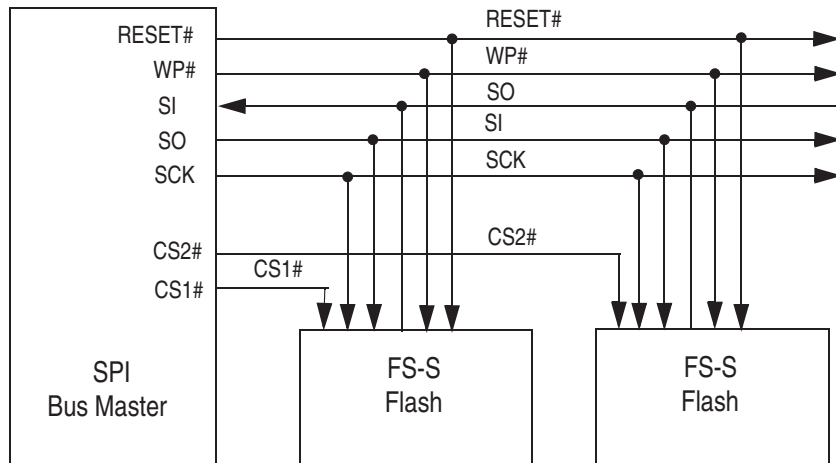 RESET# RESET#
WP# WP#
SI SO
SO SI
SCK SCK
CS2# CS2#
CS1# CS1#
SPI
Bus Master
FS-S
Flash
FS-S
Flash